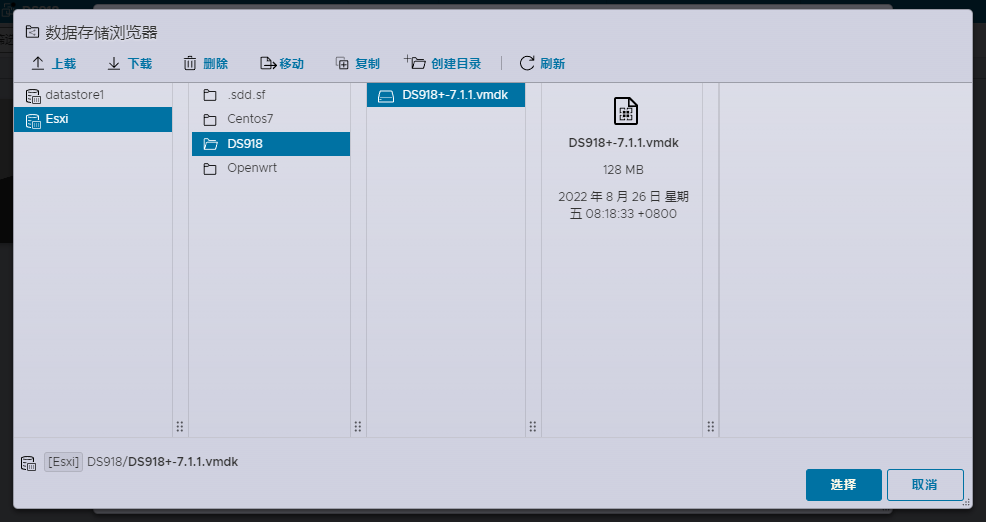 数据存储浏览器
上载 下载 删除 移动 复制 创建目录 刷新
datastore1
Esxi
.sdd.sf
Centos7
DS918
Openwrt
DS918+-7.1.1.vmdk
DS918+-7.1.1.vmdk
128 MB
2022 年 8 月 26 日 星期
五 08:18:33 +0800
[Esxi] DS918/DS918+-7.1.1.vmdk
选择 取消